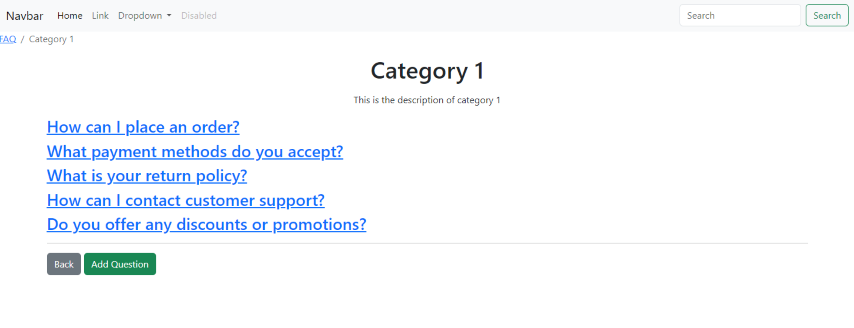 Navbar Home Link Dropdown Disabled Search Search
FAQ / Category 1
Category 1
This is the description of category 1
How can I place an order?
What payment methods do you accept?
What is your return policy?
How can I contact customer support?
Do you offer any discounts or promotions?
Back Add Question